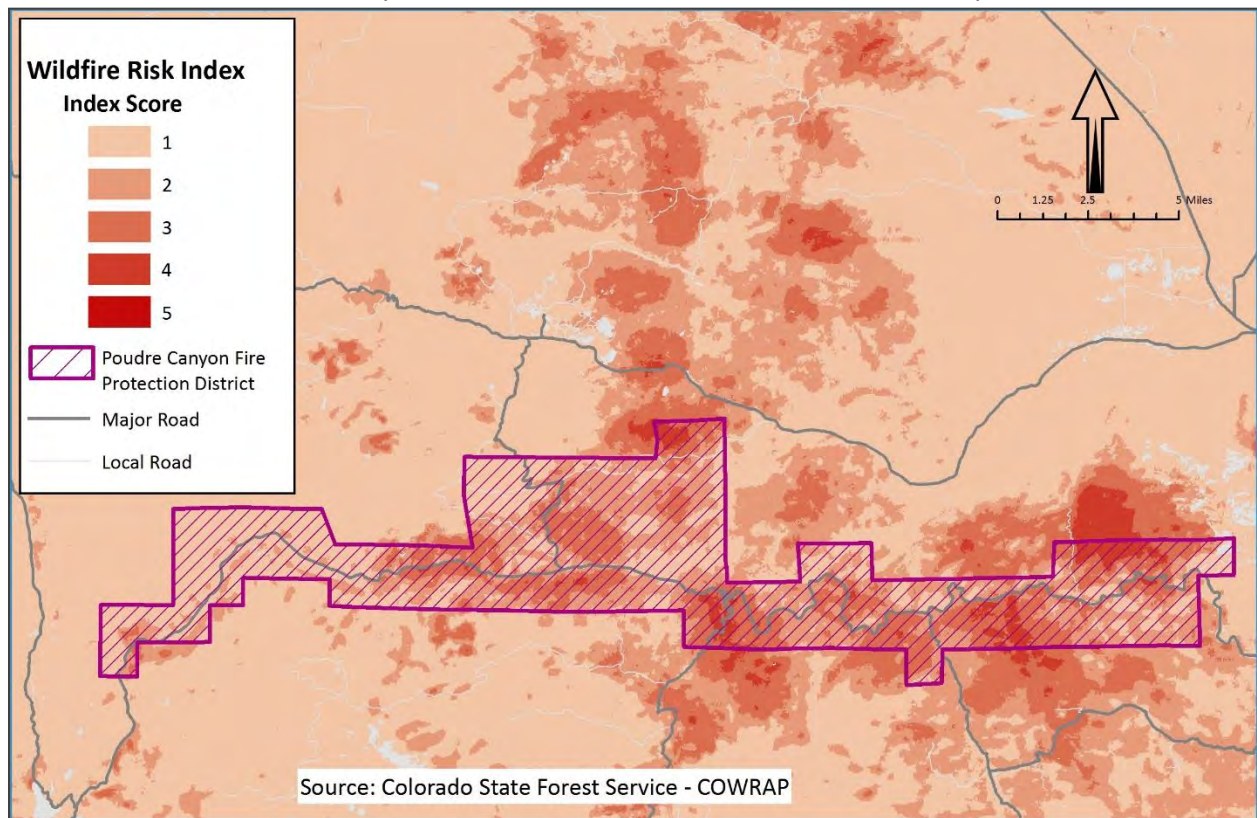 Wildfire Risk Index
Index Score
1
2
3
4
5
Poudre Canyon Fire
Protection District
Major Road
Local Road
0 1.25 2.5 5 Miles
Source: Colorado State Forest Service - COWRAP